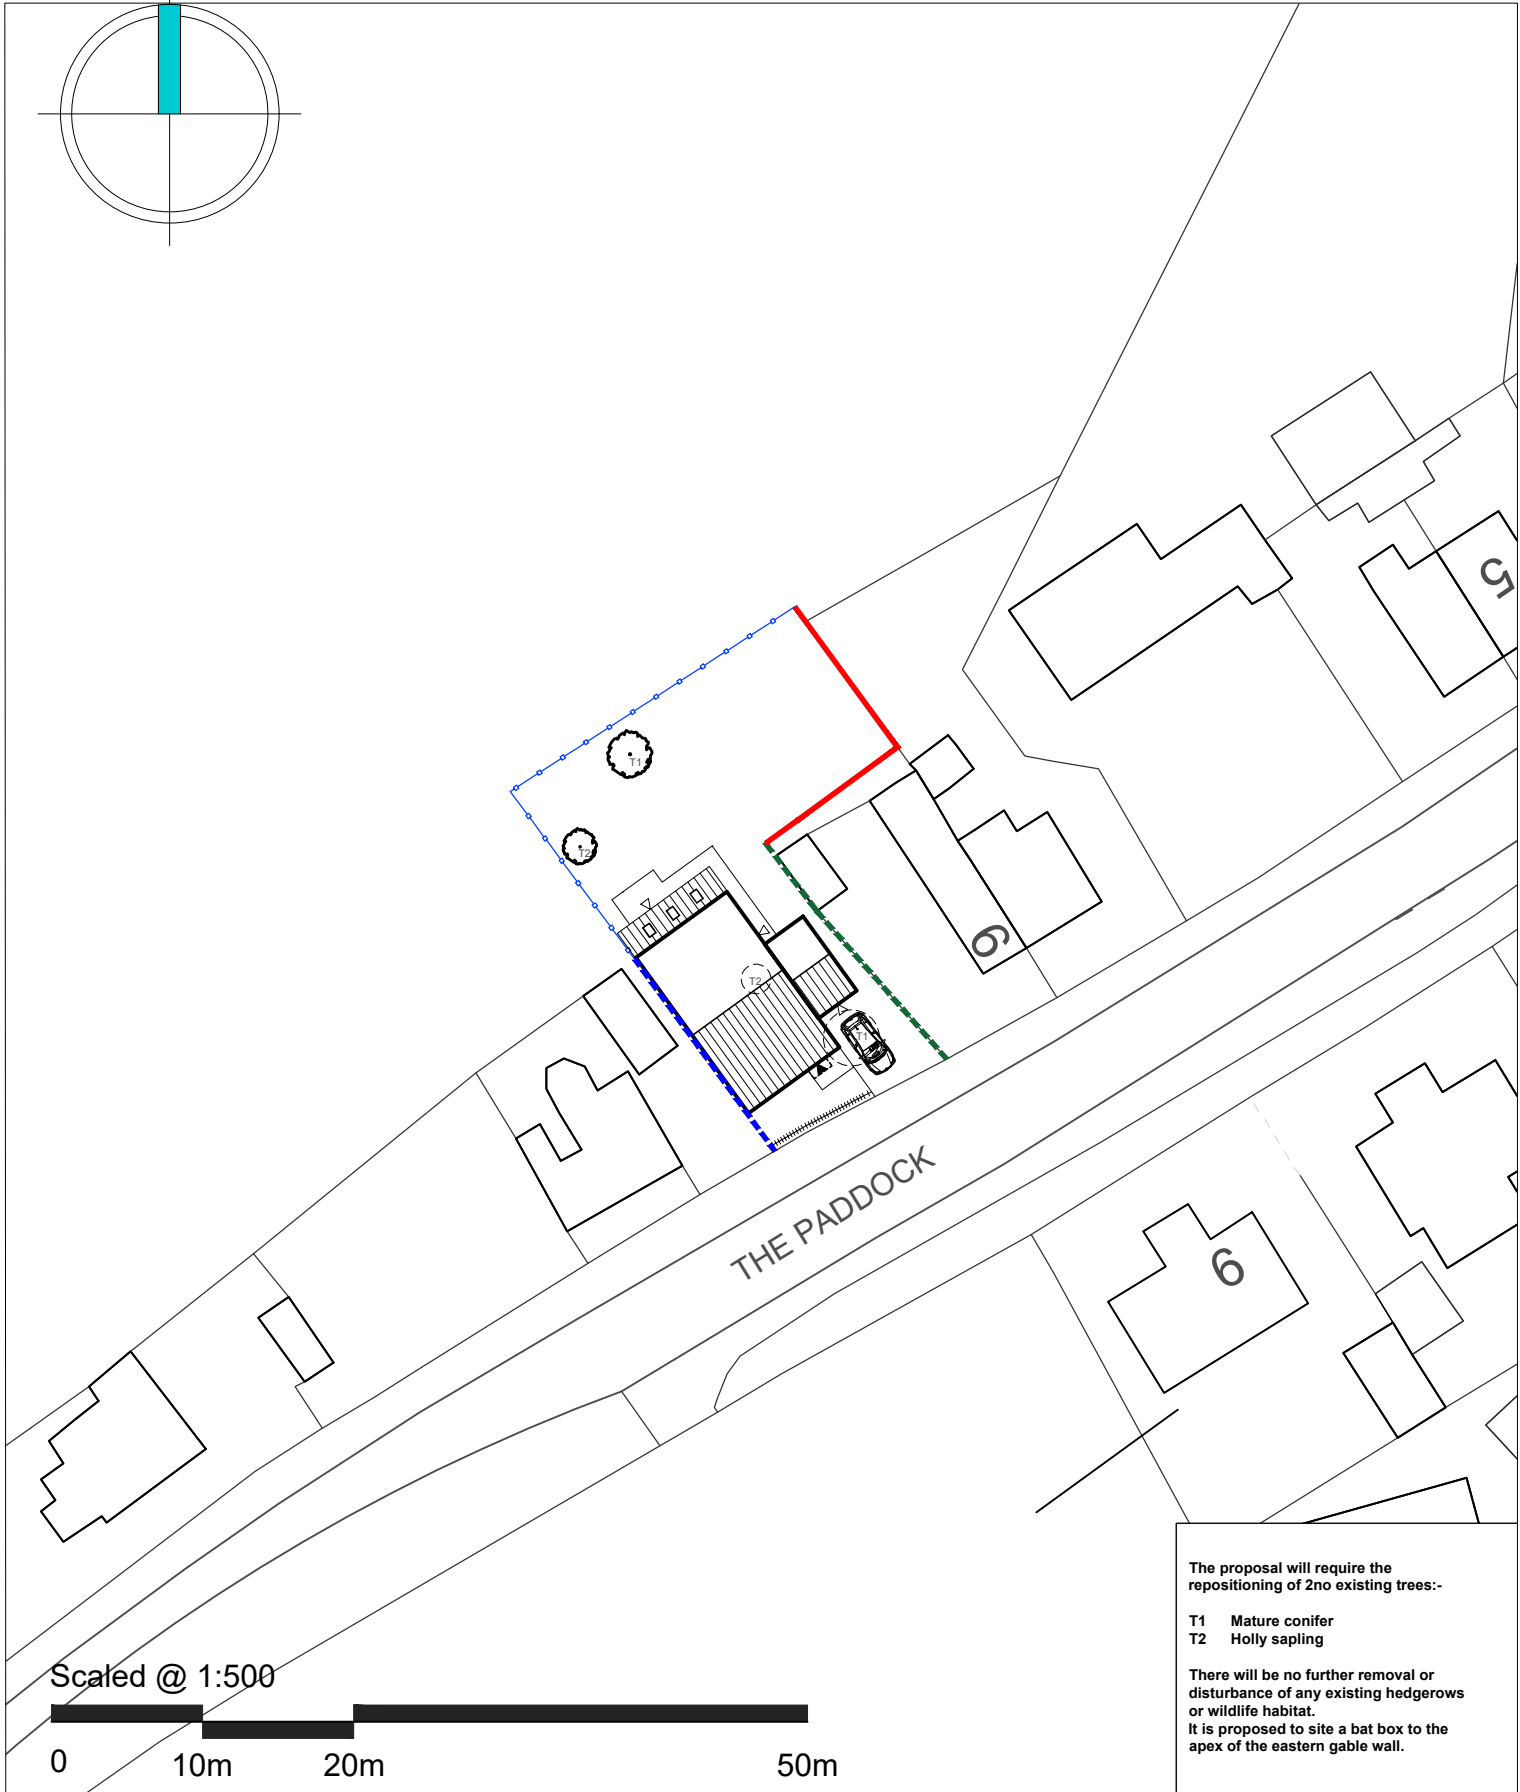 5
T1
T2
6
T2
T1
THE PADDOCK
6
Scaled @ 1:500
0 10m 20m 50m
The proposal will require the
repositioning of 2no existing trees:-
T1 Mature conifer
T2 Holly sapling
There will be no further removal or
disturbance of any existing hedgerows
or wildlife habitat.
It is proposed to site a bat box to the
apex of the eastern gable wall.